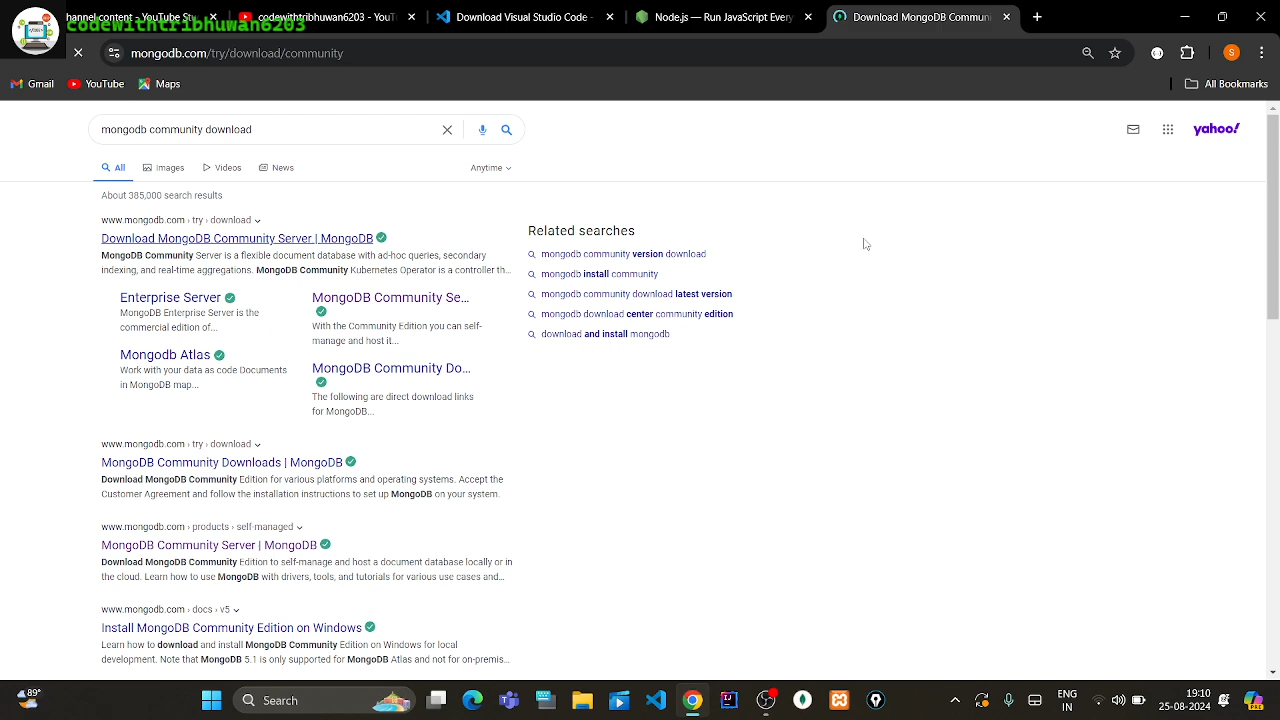 channel content - YouTube St
codewithtribhuwan6203 - YouT
Download Visual Studio Code
Node.js — Run JavaScript Every
codewithtribhuwan6203
mongodb.com/try/download/community
S
Gmail
YouTube
Maps
All Bookmarks
mongodb community download
yahoo!
All
Images
Videos
News
Anytime
About 385,000 search results
www.mongodb.com › try › download
Download MongoDB Community Server | MongoDB
MongoDB Community Server is a flexible document database with ad-hoc queries, secondary
indexing, and real-time aggregations. MongoDB Community Kubernetes Operator is a controller th...
Enterprise Server
MongoDB Enterprise Server is the
commercial edition of...
MongoDB Community Se...
With the Community Edition you can self-
manage and host it...
Mongodb Atlas
Work with your data as code Documents
in MongoDB map...
MongoDB Community Do...
The following are direct download links
for MongoDB...
www.mongodb.com › try › download
MongoDB Community Downloads | MongoDB
Download MongoDB Community Edition for various platforms and operating systems. Accept the
Customer Agreement and follow the installation instructions to set up MongoDB on your system.
www.mongodb.com › products › self-managed
MongoDB Community Server | MongoDB
Download MongoDB Community Edition to self-manage and host a document database locally or in
the cloud. Learn how to use MongoDB with drivers, tools, and tutorials for various use cases and...
www.mongodb.com › docs › v5
Install MongoDB Community Edition on Windows
Learn how to download and install MongoDB Community Edition on Windows for local
development. Note that MongoDB 5.1 is only supported for MongoDB Atlas and not for on-premis...
Related searches
mongodb community version download
mongodb install community
mongodb community download latest version
mongodb download center community edition
download and install mongodb
89°
Search
ENG
IN
19:10
25-08-2024